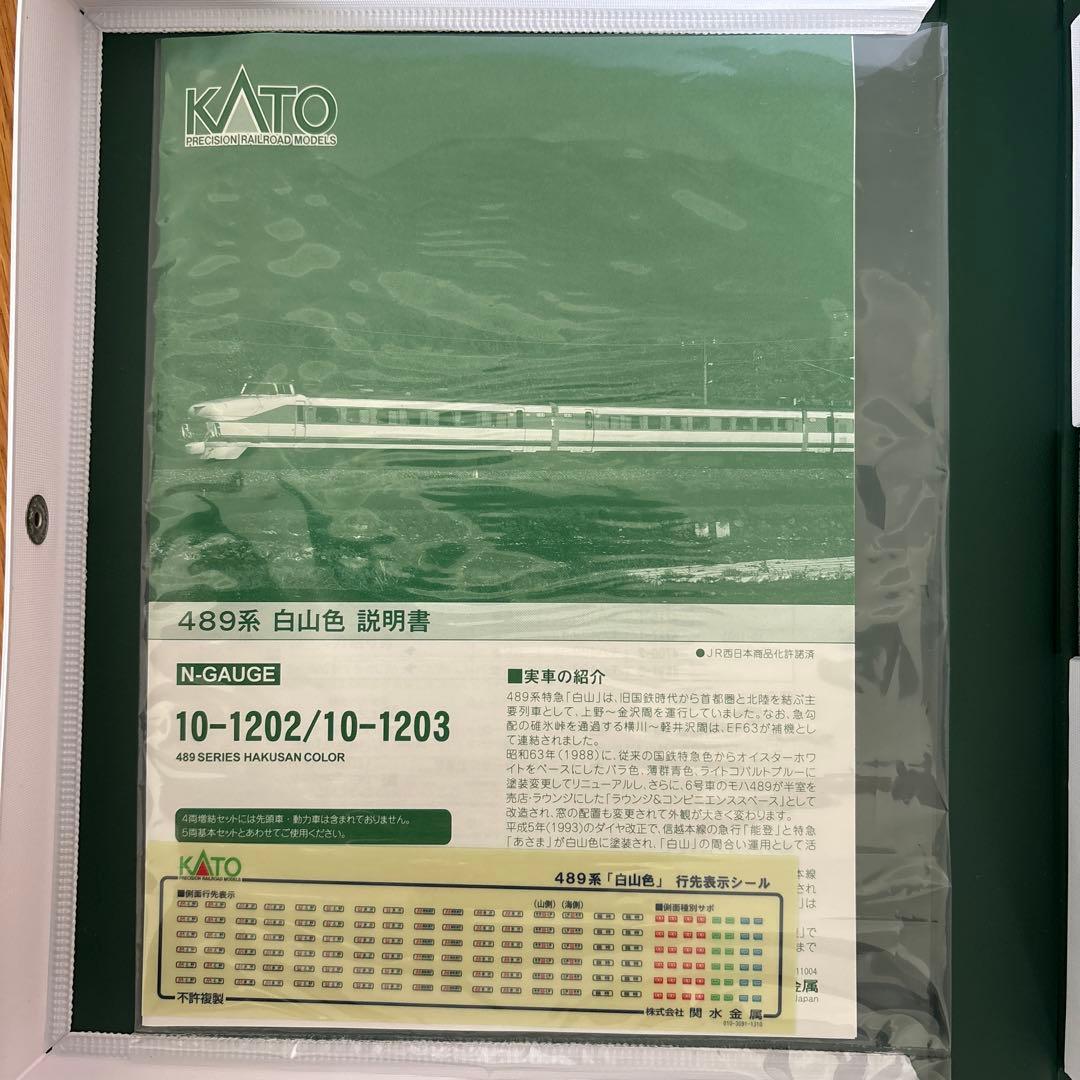 KATO
PRECISION RAILROAD MODELS
489系 白山色 説明書
●JR西日本商品化許諾済
N-GAUGE
10-1202/10-1203
489 SERIES HAKUSAN COLOR
4両増結セットには先頭車・動力車は含まれておりません。
5両基本セットとあわせてご使用ください。
■実車の紹介
489系特急「白山」は、旧国鉄時代から首都圏と北陸を結ぶ主
要列車として、上野～金沢間を運行していました。なお、急勾
配の碓氷峠を通過する横川～軽井沢間は、EF63が補機とし
て連結されました。
昭和63年(1988)に、従来の国鉄特急色からオイスターホワ
イトをベースにしたバラ色、薄群青色、ライトコバルトブルーに
塗装変更してリニューアルし、さらに、6号車のモハ489が半室を
売店・ラウンジにした「ラウンジ&コンビニエンススペース」として
改造され、窓の配置も変更されて外観が大きく変わります。
平成5年(1993)のダイヤ改正で、信越本線の急行「能登」と特急
「あさま」が白山色に塗装され、「白山」の間合い運用として活
本線
され
」は
」で
まで
11004
金属
Japan
KATO
PRECISION RAILROAD MODELS
489系「白山色」 行先表示シール
■側面行先表示
(山側) (海側)
■側面種別サボ
不許複製
株式会社 関水金属
010-3091-1310